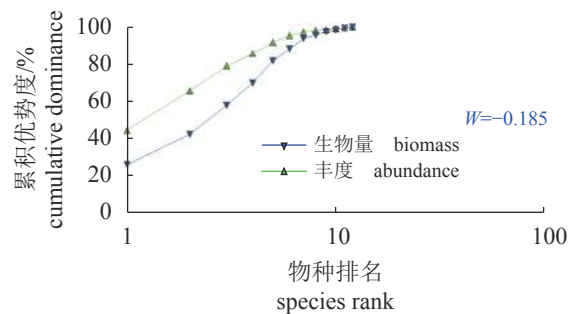 累积优势度/%
cumulative dominance
100
80
60
40
20
0
W=−0.185
生物量 biomass
丰度 abundance
1
10
100
物种排名
species rank